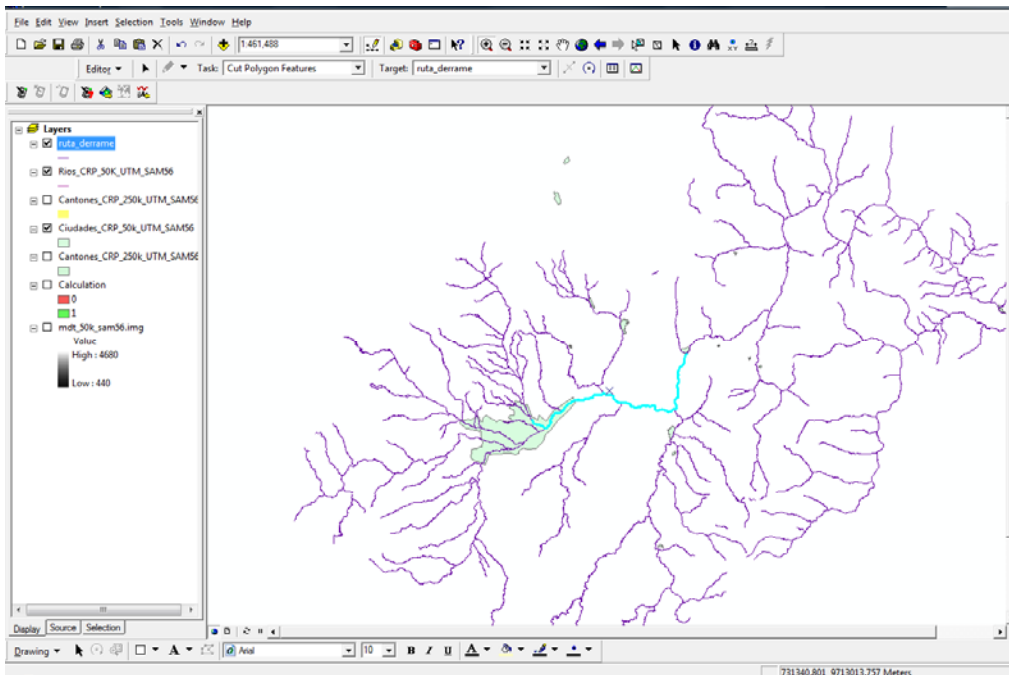 File Edit View Insert Selection Tools Window Help
1:461,488
Editor Task: Cut Polygon Features Target: ruta_derrame
Layers
ruta_derrame
Rios_CRP_50K_UTM_SAM56
Cantones_CRP_250k_UTM_SAM56
Ciudades_CRP_50k_UTM_SAM56
Cantones_CRP_250k_UTM_SAM56
Calculation
0
1
mdt_50k_sam56.img
Value
High : 4680
Low : 440
Display Source Selection
Drawing A Arial 10 B I U A
731340.801 9713013.757 Meters